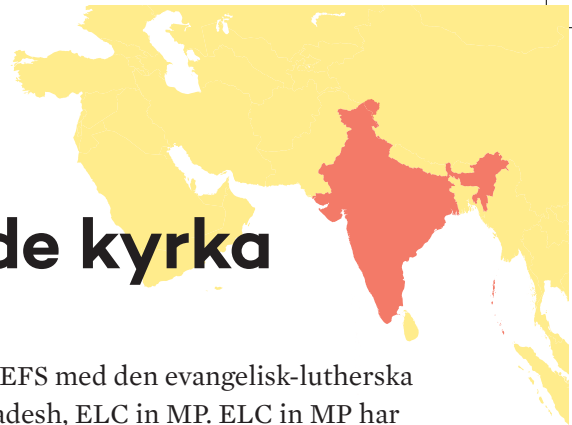 de kyrka
EFS med den evangelisk-lutherska
adesh, ELC in MP. ELC in MP har